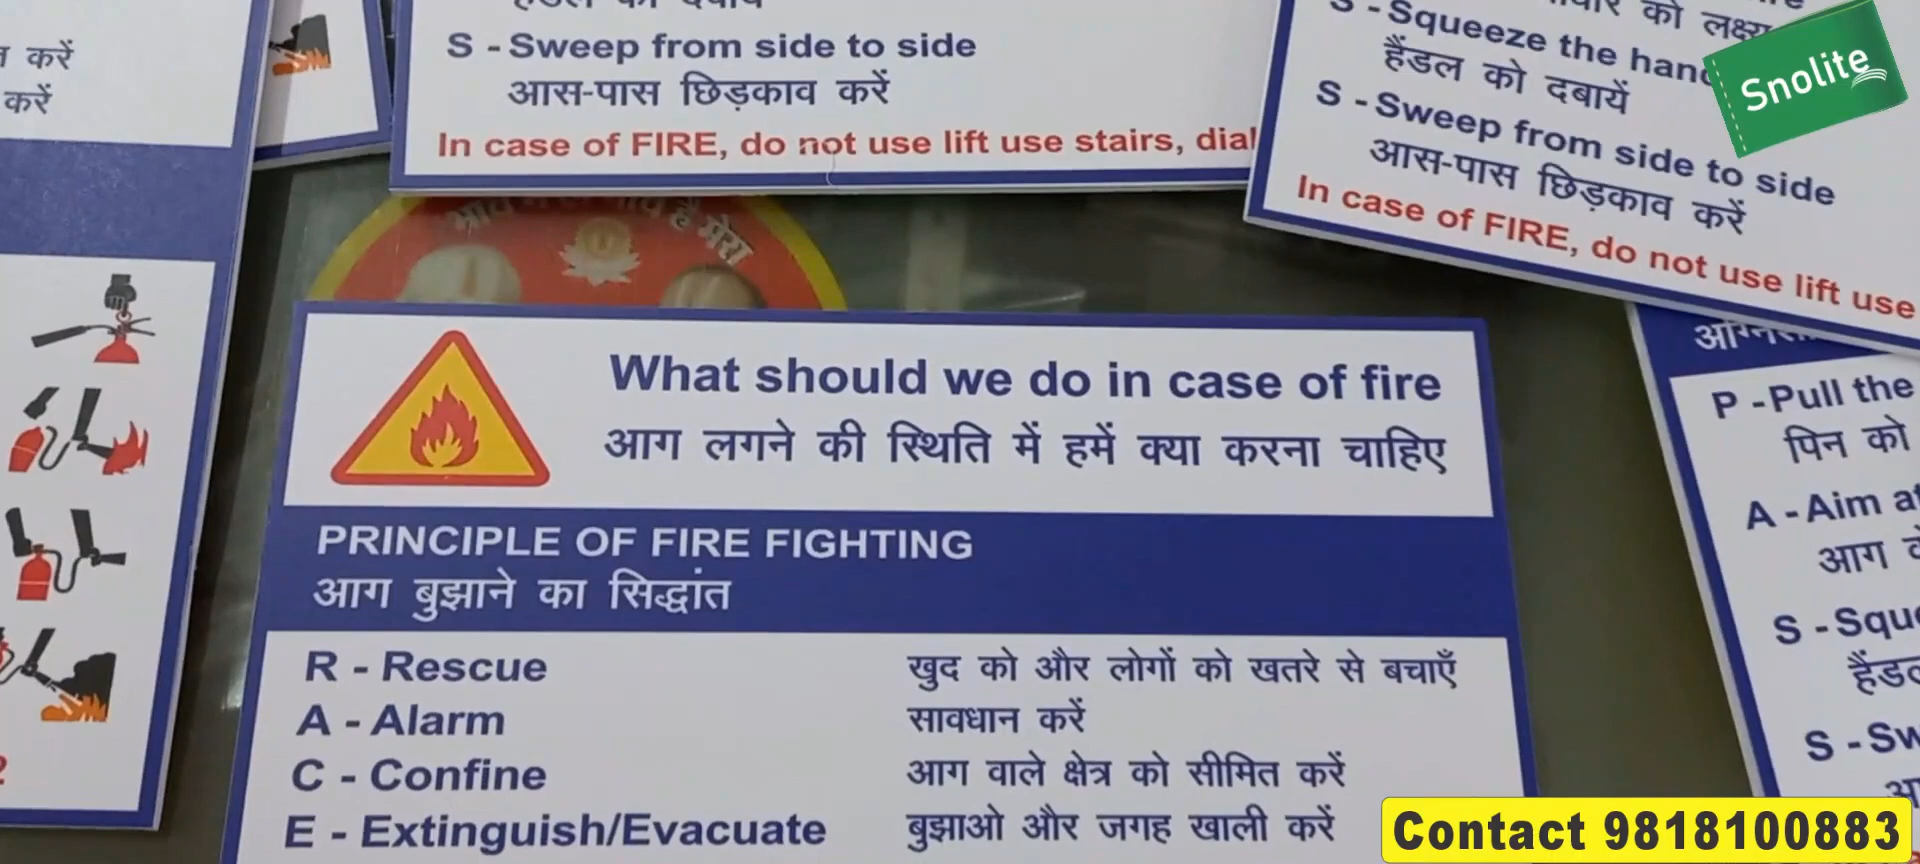 करें
करें
S - Sweep from side to side
आस-पास छिड़काव करें
In case of FIRE, do not use lift use stairs, dial
को लक्ष्य
S - Squeeze the
हैंडल को दबायें
S - Sweep from side to side
आस-पास छिड़काव करें
In case of FIRE, do not use lift use
Snolite
है मेरा
What should we do in case of fire
आग लगने की स्थिति में हमें क्या करना चाहिए
PRINCIPLE OF FIRE FIGHTING
आग बुझाने का सिद्धांत
R - Rescue खुद को और लोगों को खतरे से बचाएँ
A - Alarm सावधान करें
C - Confine आग वाले क्षेत्र को सीमित करें
E - Extinguish/Evacuate बुझाओ और जगह खाली करें
P - Pull the
पिन को
A - Aim
आग
S -
S -
Contact 9818100883